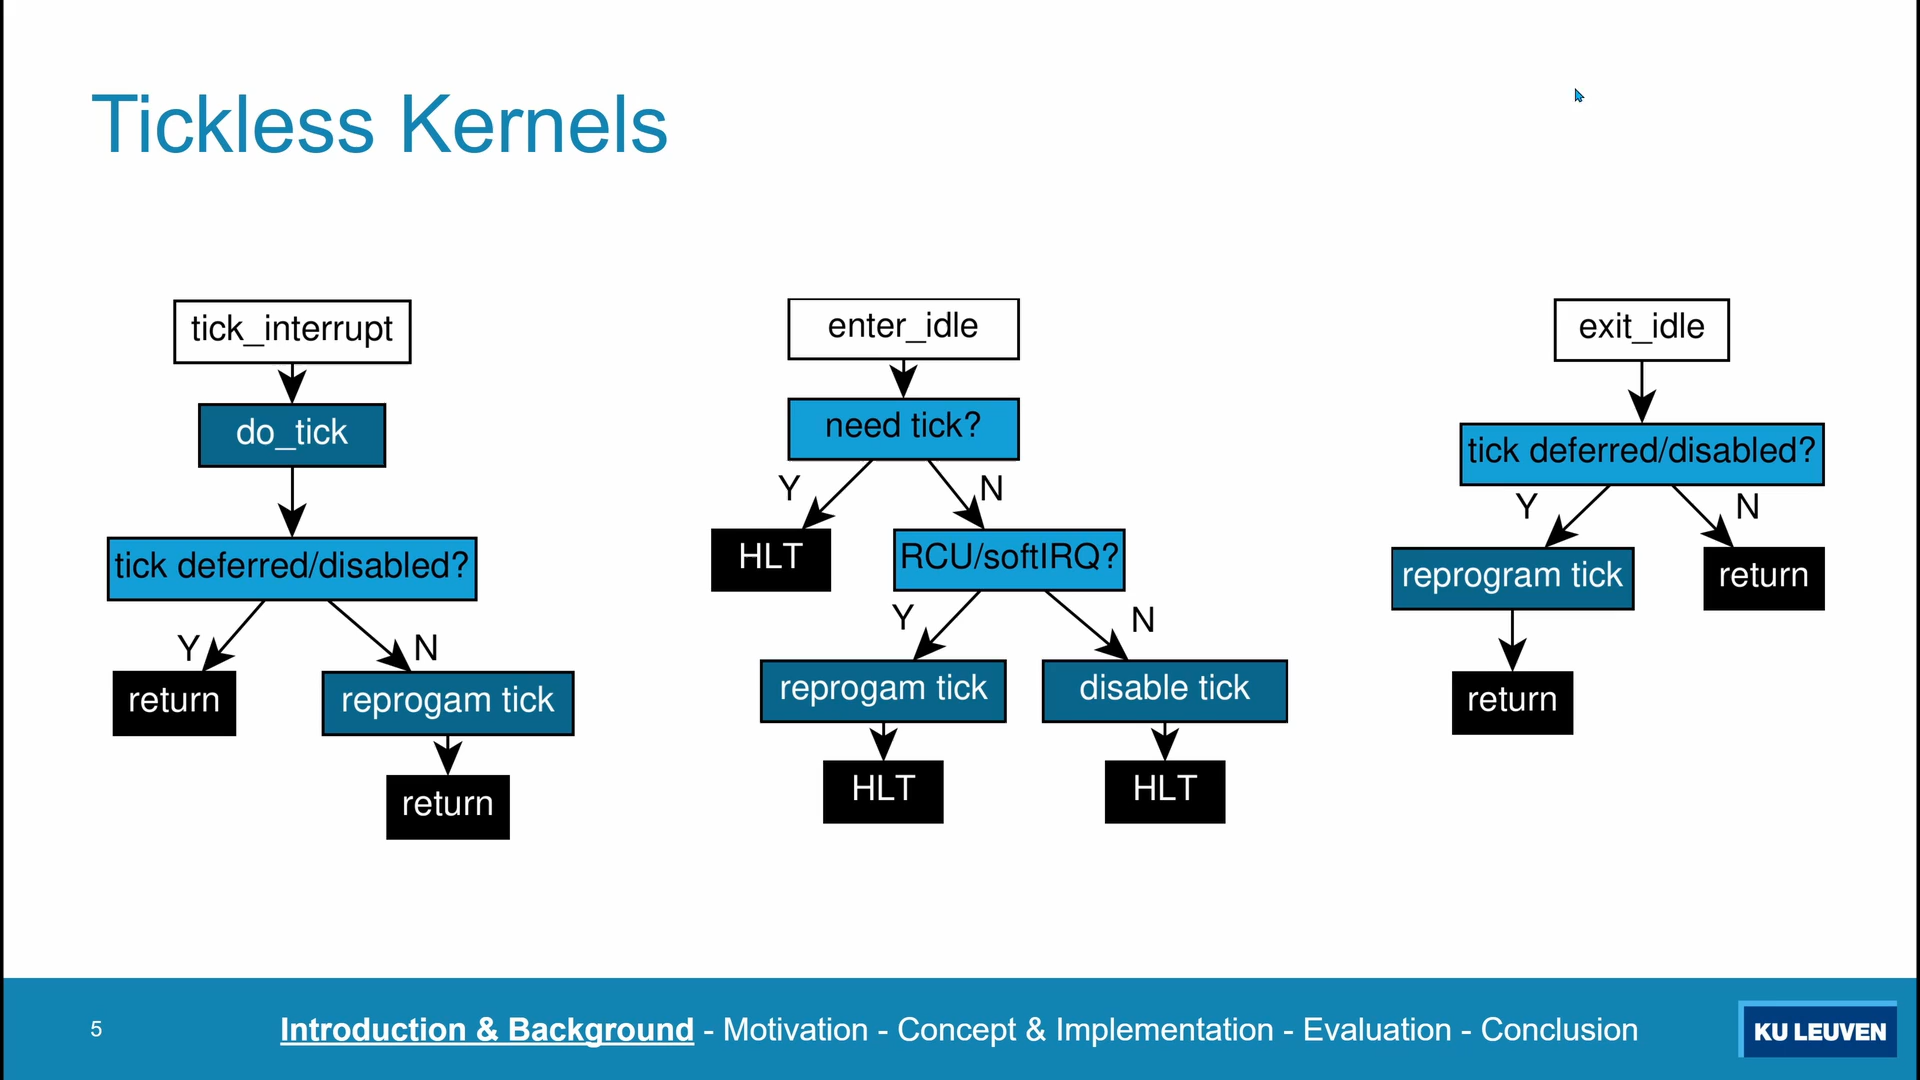 Tickless Kernels
tick_interrupt
do_tick
tick deferred/disabled?
Y
N
return
reprogam tick
return
enter_idle
need tick?
Y
N
HLT
RCU/softIRQ?
Y
N
reprogam tick
disable tick
HLT
HLT
exit_idle
tick deferred/disabled?
Y
N
reprogram tick
return
return
5
Introduction & Background - Motivation - Concept & Implementation - Evaluation - Conclusion
KU LEUVEN